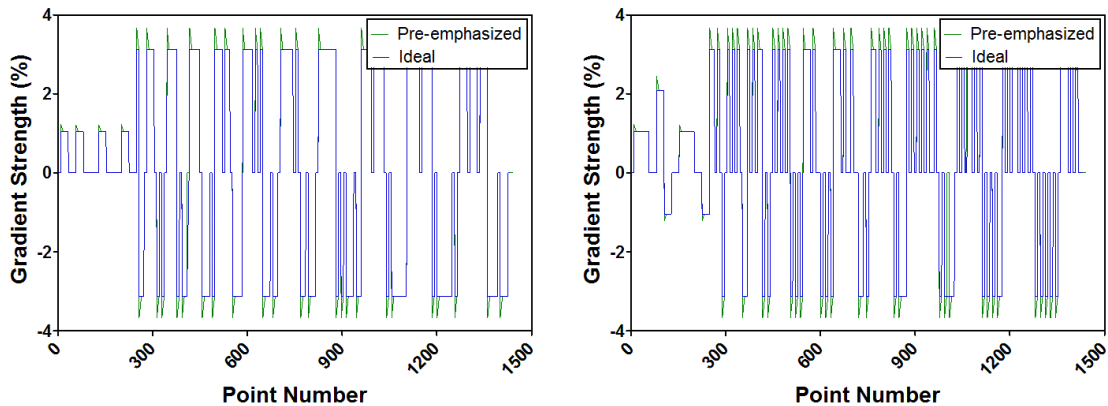 Gradient Strength (%)
4
2
0
-2
-4
Pre-emphasized
Ideal
0
300
600
900
1200
1500
Point Number
Gradient Strength (%)
4
2
0
-2
-4
Pre-emphasized
Ideal
0
300
600
900
1200
1500
Point Number